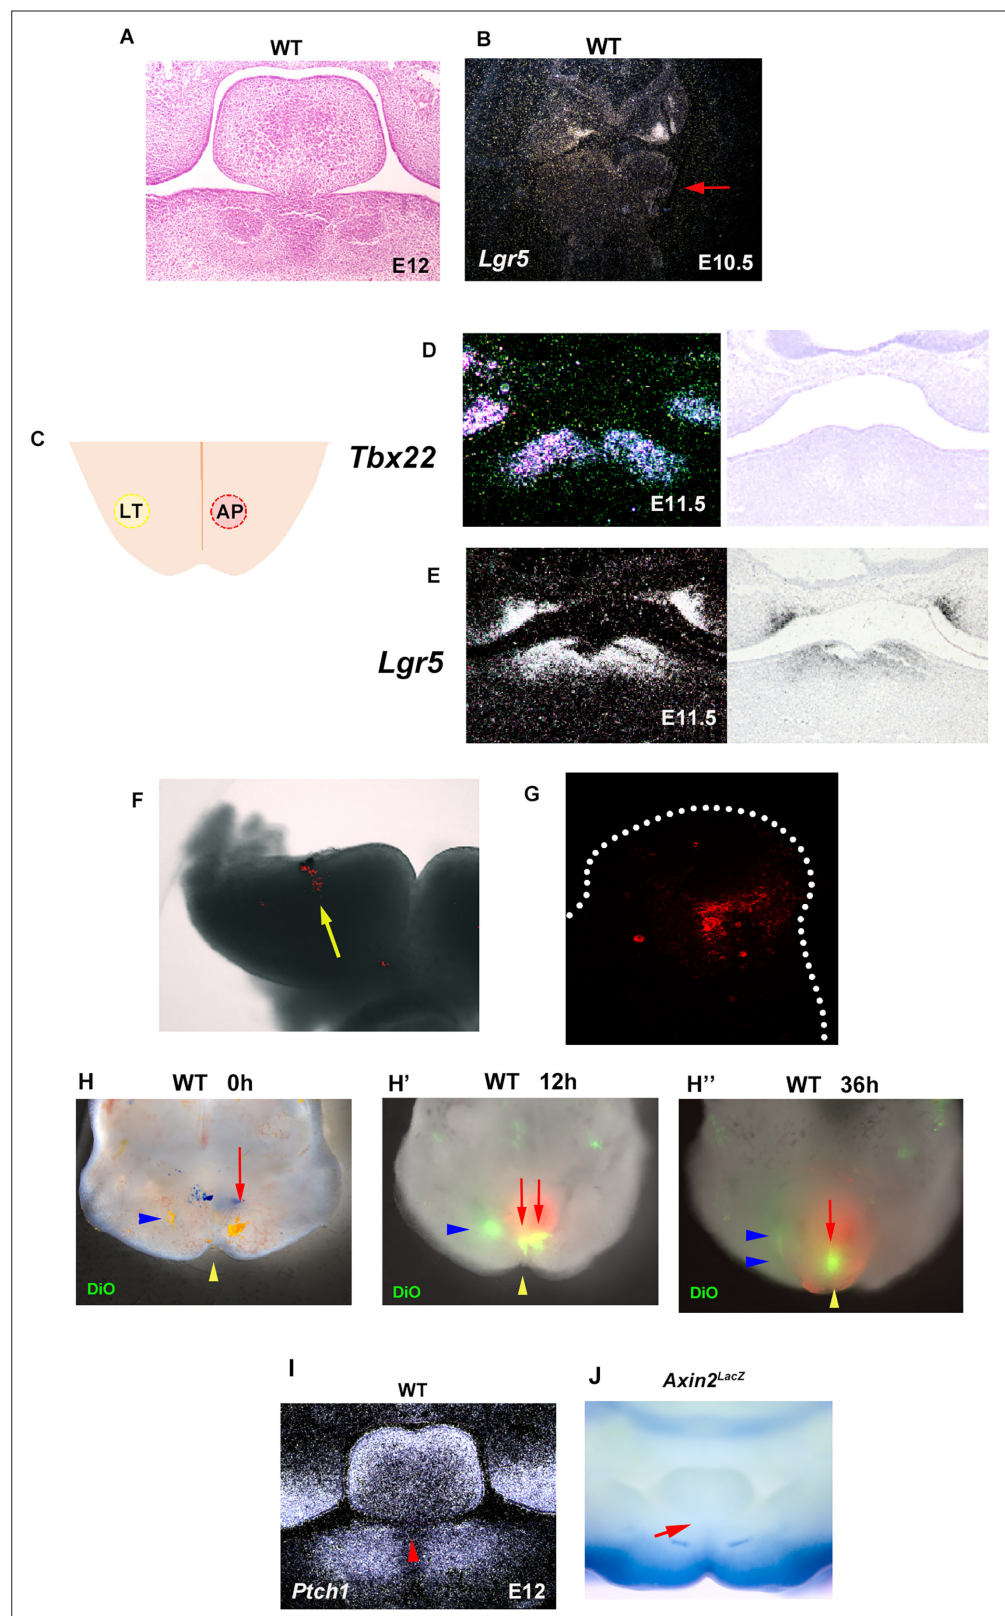 A
WT
E12
B
WT
Lgr5
E10.5
C
LT
AP
D
Tbx22
E11.5
E
Lgr5
E11.5
F
G
H
WT 0h
DiO
H'
WT 12h
DiO
H''
WT 36h
DiO
I
WT
Ptch1
E12
J
Axin2LacZ